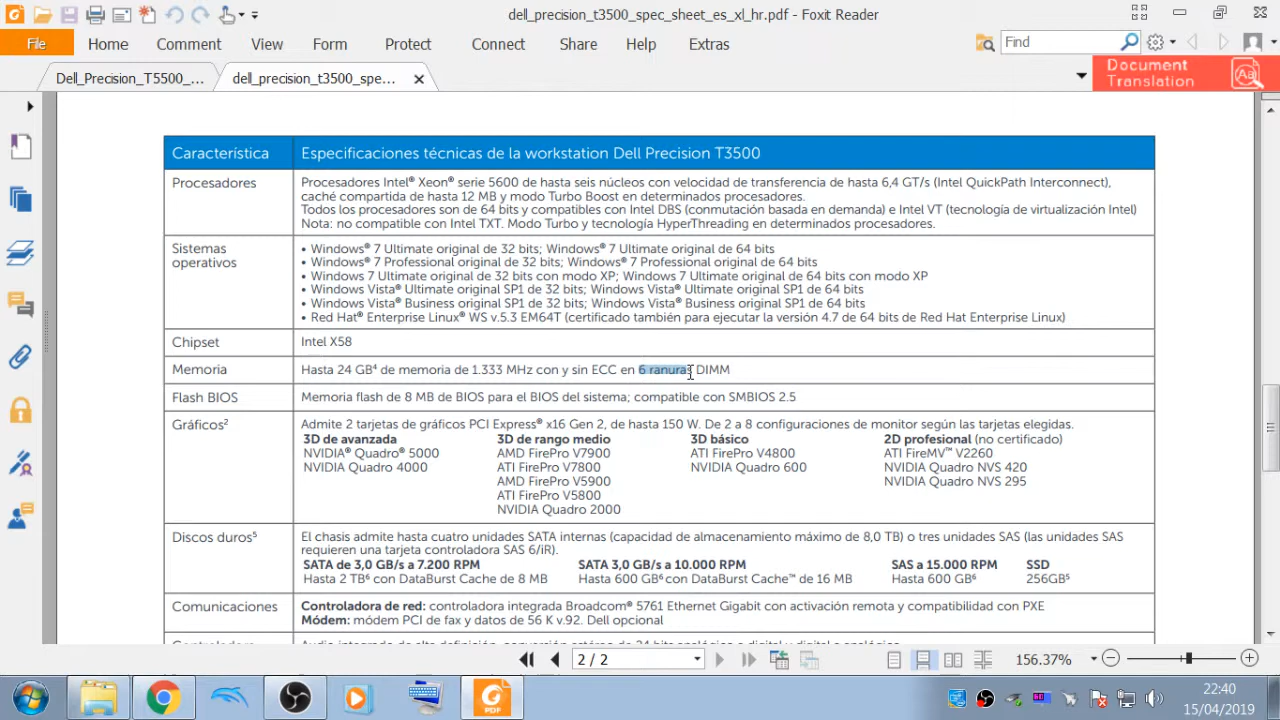 dell_precision_t3500_spec_sheet_es_xl_hr.pdf - Foxit Reader
File Home Comment View Form Protect Connect Share Help Extras Find
Dell_Precision_T5500_... dell_precision_t3500_spe... Document
Translation
Característica Especificaciones técnicas de la workstation Dell Precision T3500
Procesadores Procesadores Intel® Xeon® serie 5600 de hasta seis núcleos con velocidad de transferencia de hasta 6,4 GT/s (Intel QuickPath Interconnect),
caché compartida de hasta 12 MB y modo Turbo Boost en determinados procesadores.
Todos los procesadores son de 64 bits y compatibles con Intel DBS (conmutación basada en demanda) e Intel VT (tecnología de virtualización Intel)
Nota: no compatible con Intel TXT. Modo Turbo y tecnología HyperThreading en determinados procesadores.
Sistemas
operativos
• Windows® 7 Ultimate original de 32 bits; Windows® 7 Ultimate original de 64 bits
• Windows® 7 Professional original de 32 bits; Windows® 7 Professional original de 64 bits
• Windows 7 Ultimate original de 32 bits con modo XP; Windows 7 Ultimate original de 64 bits con modo XP
• Windows Vista® Ultimate original SP1 de 32 bits; Windows Vista® Ultimate original SP1 de 64 bits
• Windows Vista® Business original SP1 de 32 bits; Windows Vista® Business original SP1 de 64 bits
• Red Hat® Enterprise Linux® WS v.5.3 EM64T (certificado también para ejecutar la versión 4.7 de 64 bits de Red Hat Enterprise Linux)
Chipset Intel X58
Memoria Hasta 24 GB⁴ de memoria de 1.333 MHz con y sin ECC en 6 ranuras DIMM
Flash BIOS Memoria flash de 8 MB de BIOS para el BIOS del sistema; compatible con SMBIOS 2.5
Gráficos² Admite 2 tarjetas de gráficos PCI Express® x16 Gen 2, de hasta 150 W. De 2 a 8 configuraciones de monitor según las tarjetas elegidas.
3D de avanzada 3D de rango medio 3D básico 2D profesional (no certificado)
NVIDIA® Quadro® 5000 AMD FirePro V7900 ATI FirePro V4800 ATI FireMV™ V2260
NVIDIA Quadro 4000 ATI FirePro V7800 NVIDIA Quadro 600 NVIDIA Quadro NVS 420
AMD FirePro V5900 NVIDIA Quadro NVS 295
ATI FirePro V5800
NVIDIA Quadro 2000
Discos duros⁵ El chasis admite hasta cuatro unidades SATA internas (capacidad de almacenamiento máximo de 8,0 TB) o tres unidades SAS (las unidades SAS
requieren una tarjeta controladora SAS 6/iR).
SATA de 3,0 GB/s a 7.200 RPM SATA 3,0 GB/s a 10.000 RPM SAS a 15.000 RPM SSD
Hasta 2 TB⁶ con DataBurst Cache de 8 MB Hasta 600 GB⁶ con DataBurst Cache™ de 16 MB Hasta 600 GB⁶ 256GB⁵
Comunicaciones Controladora de red: controladora integrada Broadcom® 5761 Ethernet Gigabit con activación remota y compatibilidad con PXE
Módem: módem PCI de fax y datos de 56 K v.92. Dell opcional
2 / 2 156.37%
PDF
22:40
15/04/2019